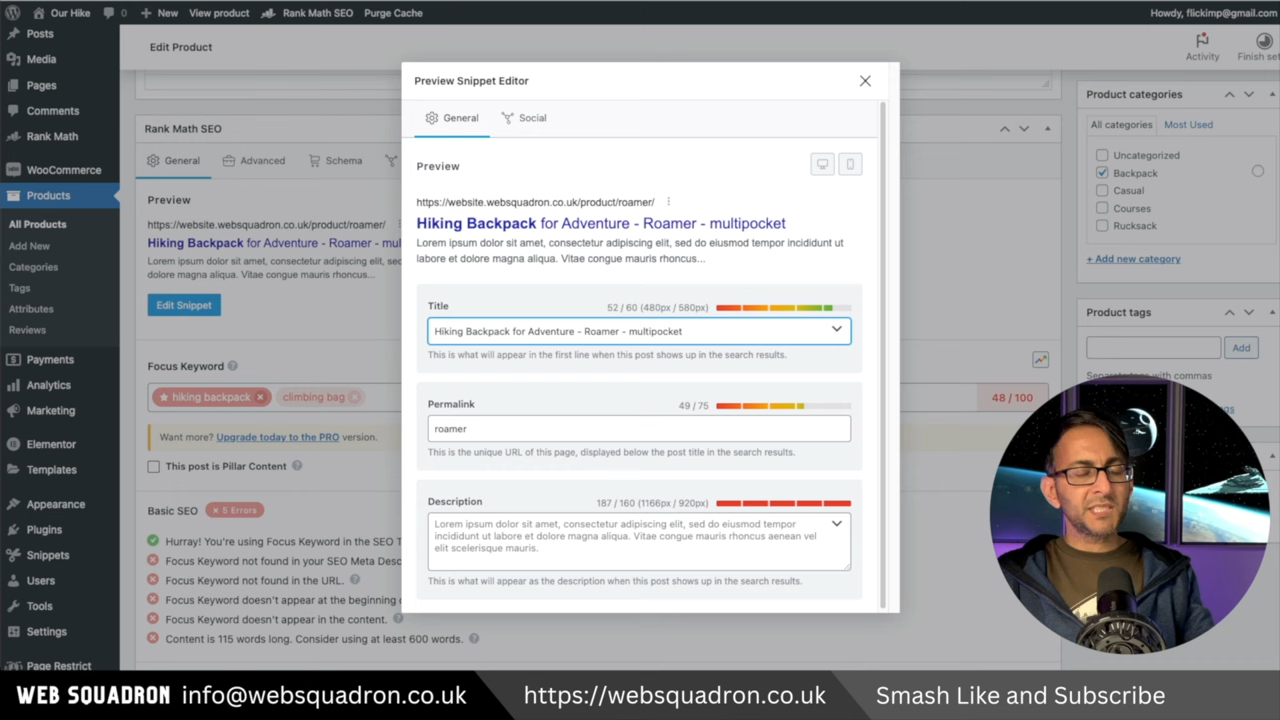 Our Hike
0
New
View product
Rank Math SEO
Purge Cache
Howdy, flickimp@gmail.com
Posts
Media
Pages
Comments
Rank Math
WooCommerce
Products
All Products
Add New
Categories
Tags
Attributes
Reviews
Payments
Analytics
Marketing
Elementor
Templates
Appearance
Plugins
Snippets
Users
Tools
Settings
Page Restrict
Edit Product
Activity
Finish set
Rank Math SEO
General
Advanced
Schema
Preview
https://website.websquadron.co.uk/product/roamer/
Hiking Backpack for Adventure - Roamer - mul
Lorem ipsum dolor sit amet, consectetur adipiscing elit, sed
labore et dolore magna aliqua. Vitae congue mauris rhoncus...
Edit Snippet
Focus Keyword
hiking backpack
climbing bag
48 / 100
Want more? Upgrade today to the PRO version.
This post is Pillar Content
Basic SEO
5 Errors
Hurray! You're using Focus Keyword in the SEO T
Focus Keyword not found in your SEO Meta Desc
Focus Keyword not found in the URL.
Focus Keyword doesn't appear at the beginning o
Focus Keyword doesn't appear in the content.
Content is 115 words long. Consider using at least 600 words.
Preview Snippet Editor
General
Social
Preview
https://website.websquadron.co.uk/product/roamer/
Hiking Backpack for Adventure - Roamer - multipocket
Lorem ipsum dolor sit amet, consectetur adipiscing elit, sed do eiusmod tempor incididunt ut
labore et dolore magna aliqua. Vitae congue mauris rhoncus...
Title
52 / 60 (480px / 580px)
Hiking Backpack for Adventure - Roamer - multipocket
This is what will appear in the first line when this post shows up in the search results.
Permalink
49 / 75
roamer
This is the unique URL of this page, displayed below the post title in the search results.
Description
187 / 160 (1166px / 920px)
Lorem ipsum dolor sit amet, consectetur adipiscing elit, sed do eiusmod tempor
incididunt ut labore et dolore magna aliqua. Vitae congue mauris rhoncus aenean vel
elit scelerisque mauris.
This is what will appear as the description when this post shows up in the search results.
Product categories
All categories
Most Used
Uncategorized
Backpack
Casual
Courses
Rucksack
+ Add new category
Product tags
Add
Separate tags with commas
WEB SQUADRON
info@websquadron.co.uk
https://websquadron.co.uk
Smash Like and Subscribe